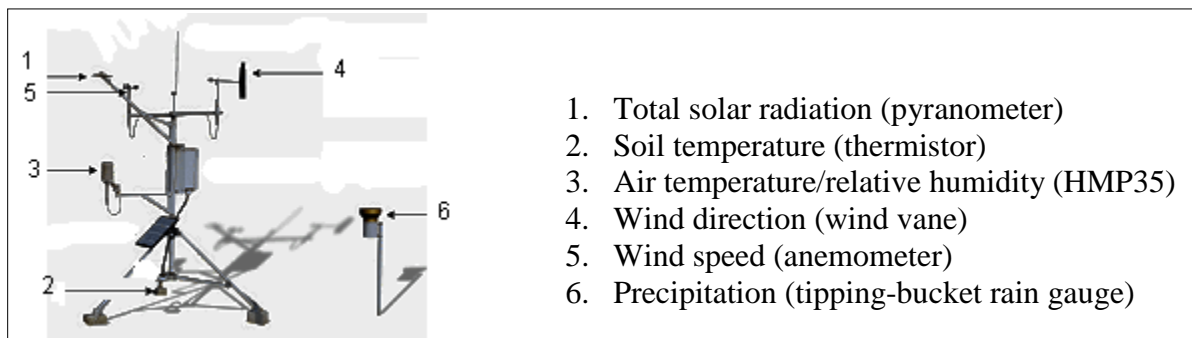 1
5
4
3
6
2
1. Total solar radiation (pyranometer)
2. Soil temperature (thermistor)
3. Air temperature/relative humidity (HMP35)
4. Wind direction (wind vane)
5. Wind speed (anemometer)
6. Precipitation (tipping-bucket rain gauge)